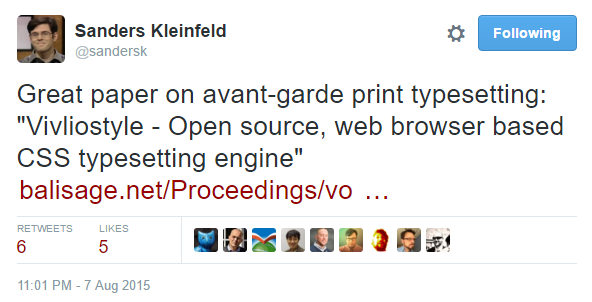 Sanders Kleinfeld
@sandersk
Following
Great paper on avant-garde print typesetting:
"Vivliostyle - Open source, web browser based
CSS typesetting engine"
balisage.net/Proceedings/vo …
RETWEETS LIKES
6 5
11:01 PM - 7 Aug 2015